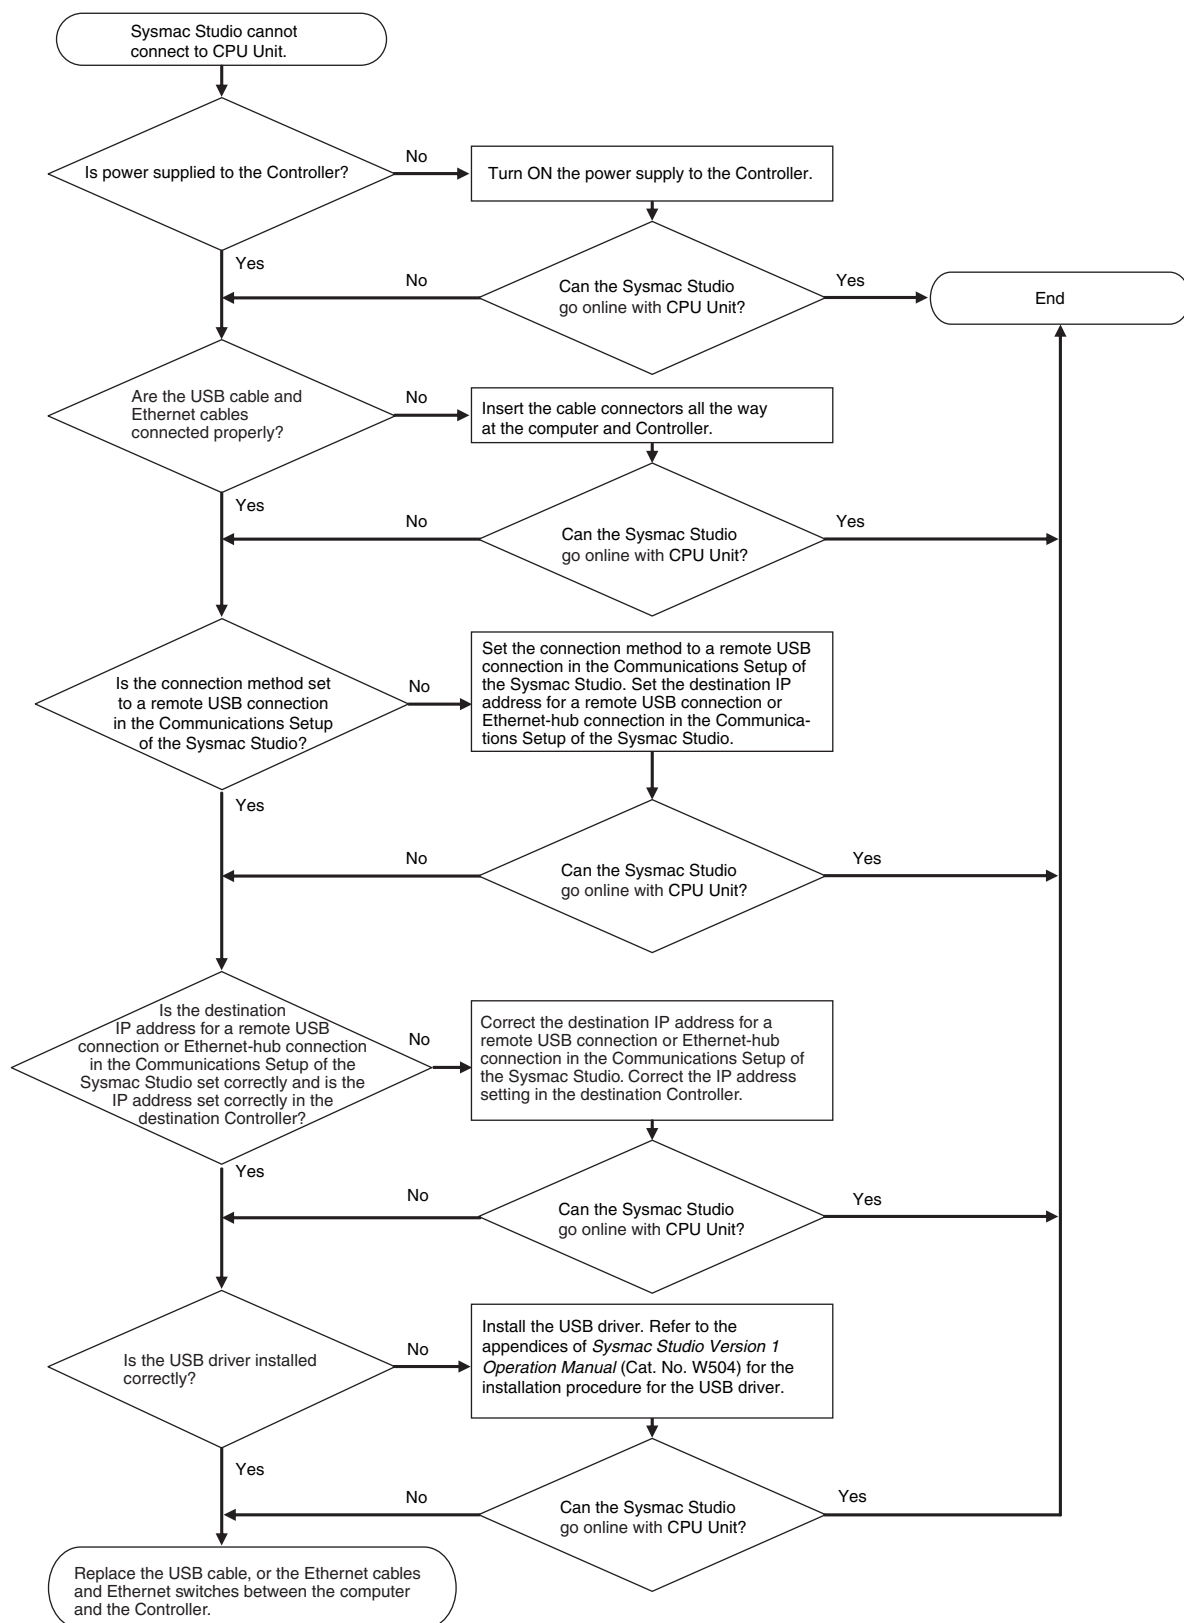 Sysmac Studio cannot
connect to CPU Unit.
Is power supplied to the Controller?
No
Turn ON the power supply to the Controller.
Yes
No
Can the Sysmac Studio
go online with CPU Unit?
Yes
End
Are the USB cable and
Ethernet cables
connected properly?
No
Insert the cable connectors all the way
at the computer and Controller.
Yes
No
Can the Sysmac Studio
go online with CPU Unit?
Yes
Is the connection method set
to a remote USB connection
in the Communications Setup
of the Sysmac Studio?
No
Set the connection method to a remote USB
connection in the Communications Setup of
the Sysmac Studio. Set the destination IP
address for a remote USB connection or
Ethernet-hub connection in the Communica-
tions Setup of the Sysmac Studio.
Yes
No
Can the Sysmac Studio
go online with CPU Unit?
Yes
Is the destination
IP address for a remote USB
connection or Ethernet-hub connection
in the Communications Setup of the
Sysmac Studio set correctly and is the
IP address set correctly in the
destination Controller?
No
Correct the destination IP address for a
remote USB connection or Ethernet-hub
connection in the Communications Setup of
the Sysmac Studio. Correct the IP address
setting in the destination Controller.
Yes
No
Can the Sysmac Studio
go online with CPU Unit?
Yes
Is the USB driver installed
correctly?
No
Install the USB driver. Refer to the
appendices of Sysmac Studio Version 1
Operation Manual (Cat. No. W504) for the
installation procedure for the USB driver.
Yes
No
Can the Sysmac Studio
go online with CPU Unit?
Yes
Replace the USB cable, or the Ethernet cables
and Ethernet switches between the computer
and the Controller.